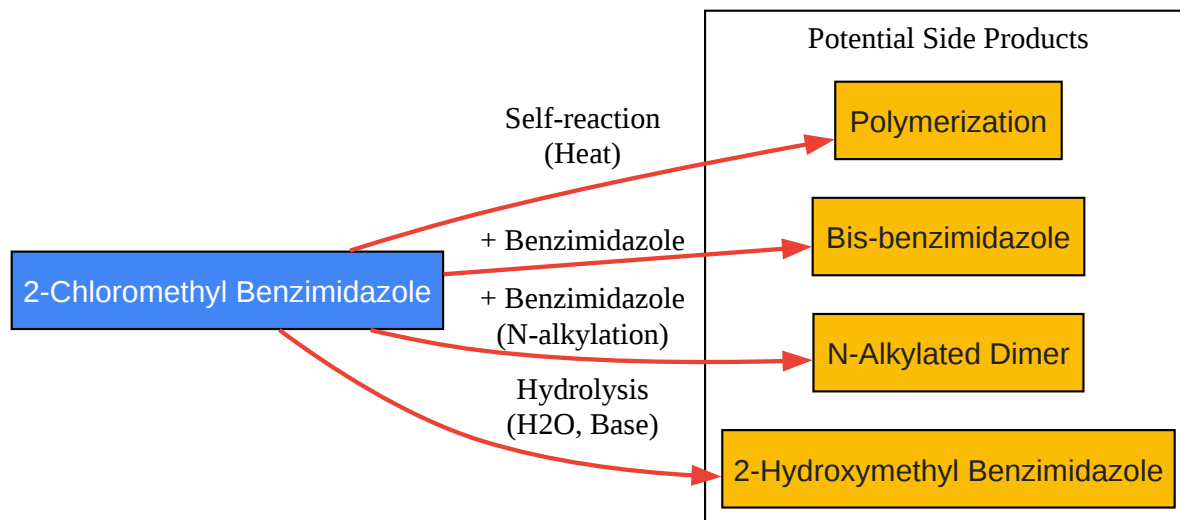 Potential Side Products
Self-reaction
(Heat)
Polymerization
+ Benzimidazole
Bis-benzimidazole
2-Chloromethyl Benzimidazole
+ Benzimidazole
(N-alkylation)
N-Alkylated Dimer
Hydrolysis
(H2O, Base)
2-Hydroxymethyl Benzimidazole